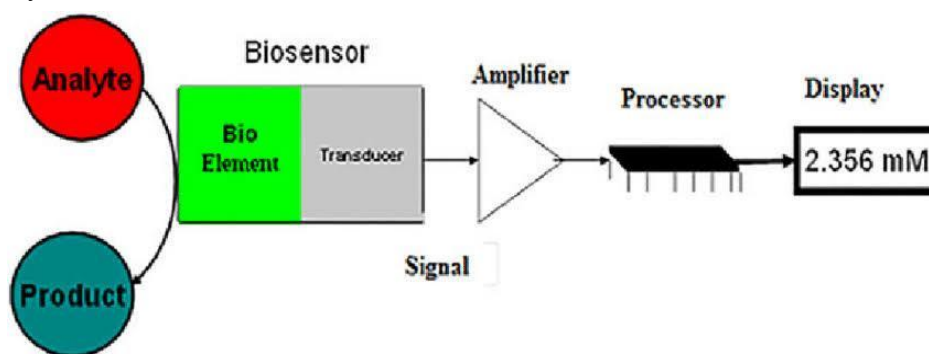 Analyte
Biosensor
Bio
Element
Transducer
Amplifier
Processor
Display
2.356 mM
Signal
Product